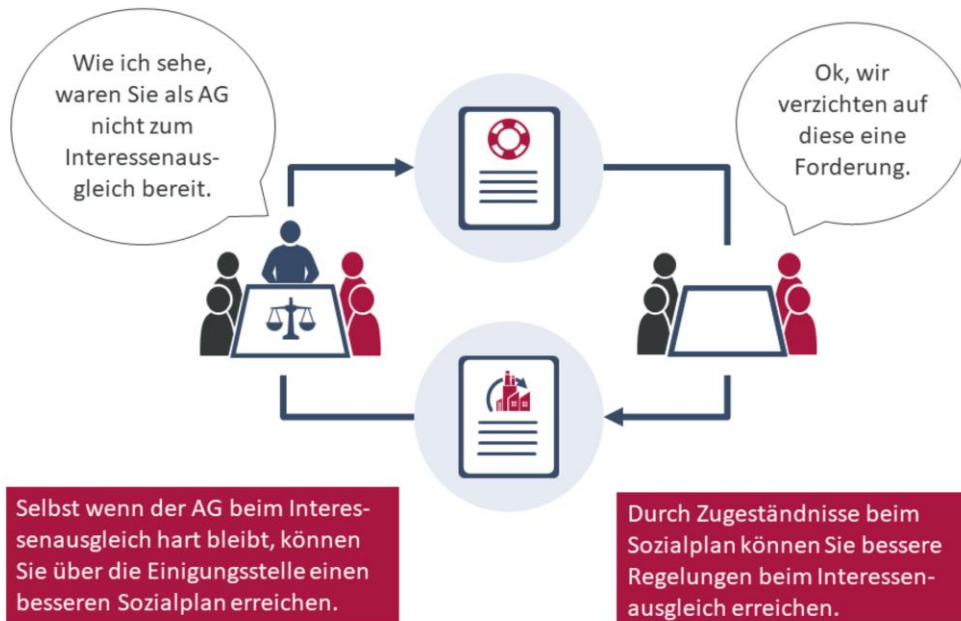 Wie ich sehe,
waren Sie als AG
nicht zum
Interessenaus-
gleich bereit.
Ok, wir
verzichten auf
diese eine
Forderung.
Selbst wenn der AG beim Interes-
senausgleich hart bleibt, können
Sie über die Einigungsstelle einen
besseren Sozialplan erreichen.
Durch Zugeständnisse beim
Sozialplan können Sie bessere
Regelungen beim Interessen-
ausgleich erreichen.